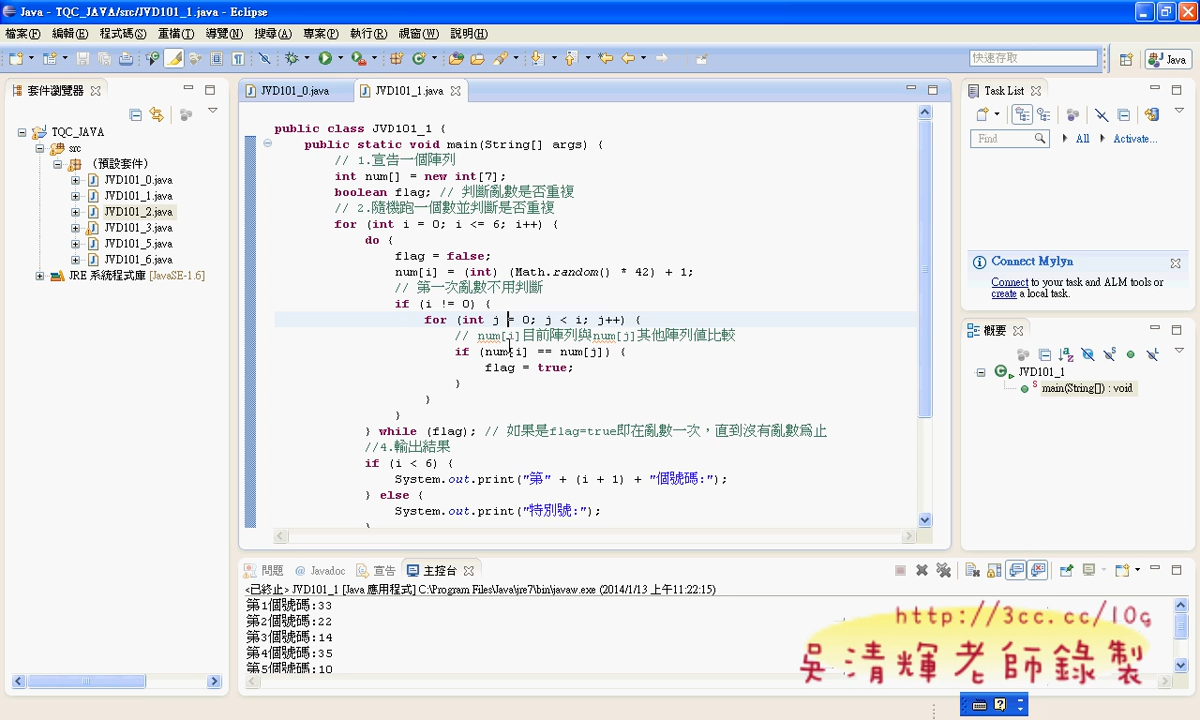 Java - TQC_JAVA/src/JVD101_1.java - Eclipse
檔案(F) 編輯(E) 程式碼(S) 重構(T) 導覽(N) 搜尋(A) 專案(P) 執行(R) 視窗(W) 說明(H)
快速存取
Java
套件瀏覽器
TQC_JAVA
src
(預設套件)
JVD101_0.java
JVD101_1.java
JVD101_2.java
JVD101_3.java
JVD101_5.java
JVD101_6.java
JRE 系統程式庫 [JavaSE-1.6]
JVD101_0.java
JVD101_1.java
public class JVD101_1 {
public static void main(String[] args) {
// 1.宣告一個陣列
int num[] = new int[7];
boolean flag; // 判斷亂數是否重複
// 2.隨機跑一個數並判斷是否重複
for (int i = 0; i <= 6; i++) {
do {
flag = false;
num[i] = (int) (Math.random() * 42) + 1;
// 第一次亂數不用判斷
if (i != 0) {
for (int j = 0; j < i; j++) {
// num[i]目前陣列與num[j]其他陣列值比較
if (num[i] == num[j]) {
flag = true;
}
}
}
} while (flag); // 如果是flag=true即在亂數一次，直到沒有亂數為止
//4.輸出結果
if (i < 6) {
System.out.print("第" + (i + 1) + "個號碼:");
} else {
System.out.print("特別號:");
Task List
Find
All
Activate...
Connect Mylyn
Connect to your task and ALM tools or
create a local task.
概要
JVD101_1
main(String[]) : void
問題
@ Javadoc
宣告
主控台
<已終止> JVD101_1 [Java 應用程式] C:\Program Files\Java\jre7\bin\javaw.exe (2014/1/13 上午11:22:15)
第1個號碼:33
第2個號碼:22
第3個號碼:14
第4個號碼:35
第5個號碼:10
http://3cc.cc/10g
吳清輝老師錄製